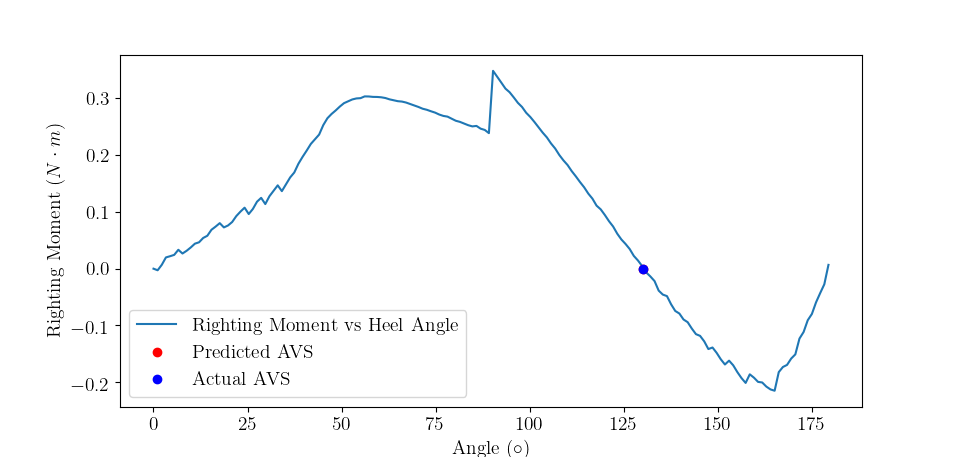 0.3
0.2
0.1
0.0
−0.1
−0.2
Righting Moment (N · m)
Righting Moment vs Heel Angle
Predicted AVS
Actual AVS
0 25 50 75 100 125 150 175
Angle (∘)